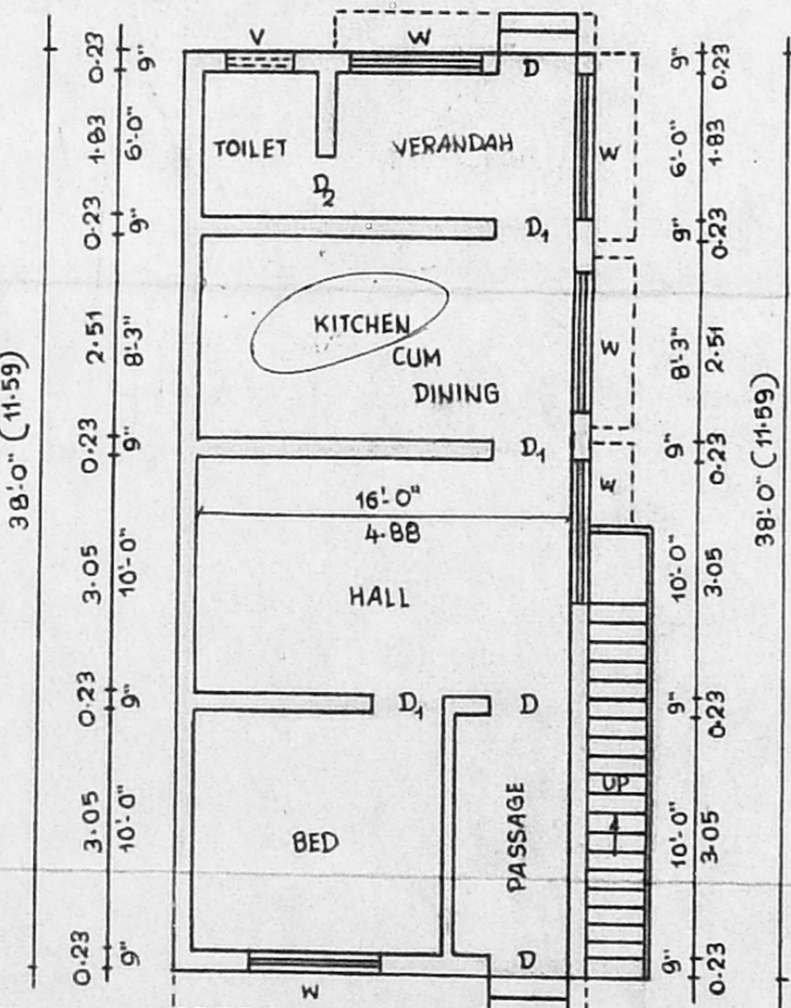 V W
D
TOILET VERANDAH W
D2
D1
KITCHEN
CUM
DINING
W
D1
W
16'-0"
4.88
HALL
D1 D
BED
PASSAGE
UP
D
W
38'-0" (11.59)
0.23 1.83 0.23 2.51 0.23 3.05 0.23 3.05 0.23
9" 6'-0" 9" 8'-3" 9" 10'-0" 9" 10'-0" 9"
9" 6'-0" 9" 8'-3" 9" 10'-0" 9" 10'-0" 9"
0.23 1.83 0.23 2.51 0.23 3.05 0.23 3.05 0.23
38'-0" (11.59)